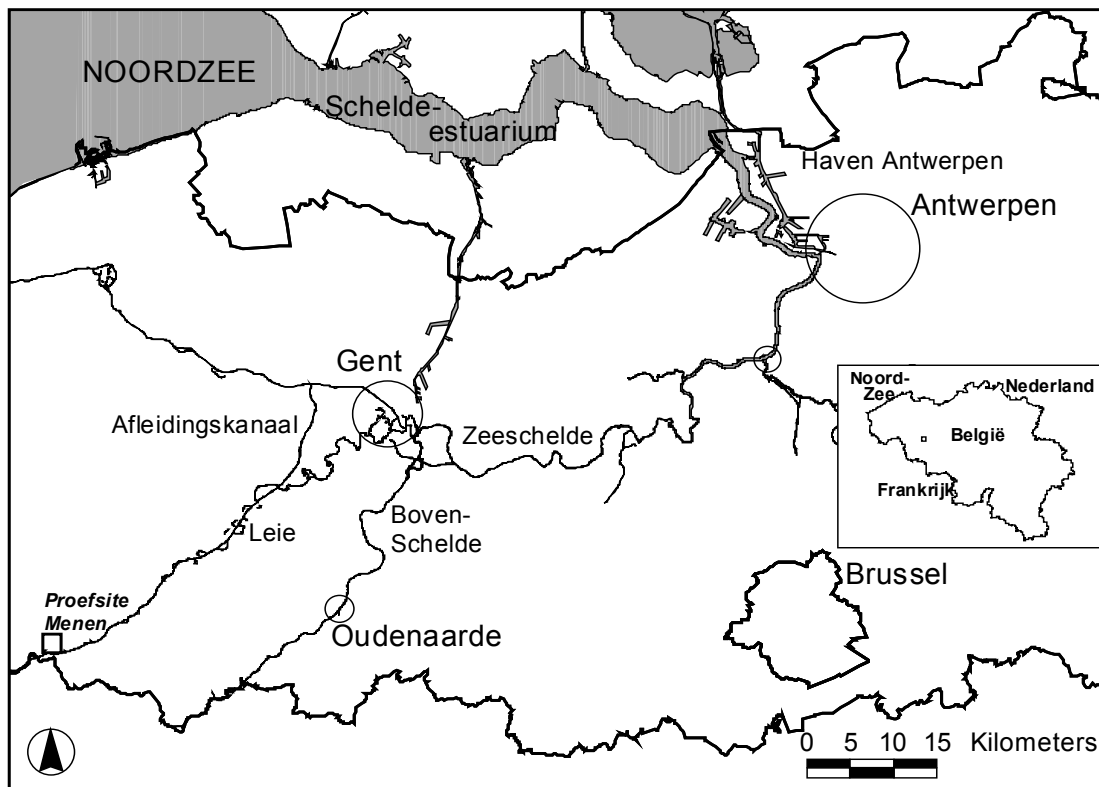 NOORDZEE
Schelde-
estuarium
Haven Antwerpen
Antwerpen
Gent
Afleidingskanaal
Zeeschelde
Noord-
Zee
Nederland
België
Frankrijk
Leie
Boven-
Schelde
Brussel
Proefsite
Menen
Oudenaarde
0 5 10 15 Kilometers